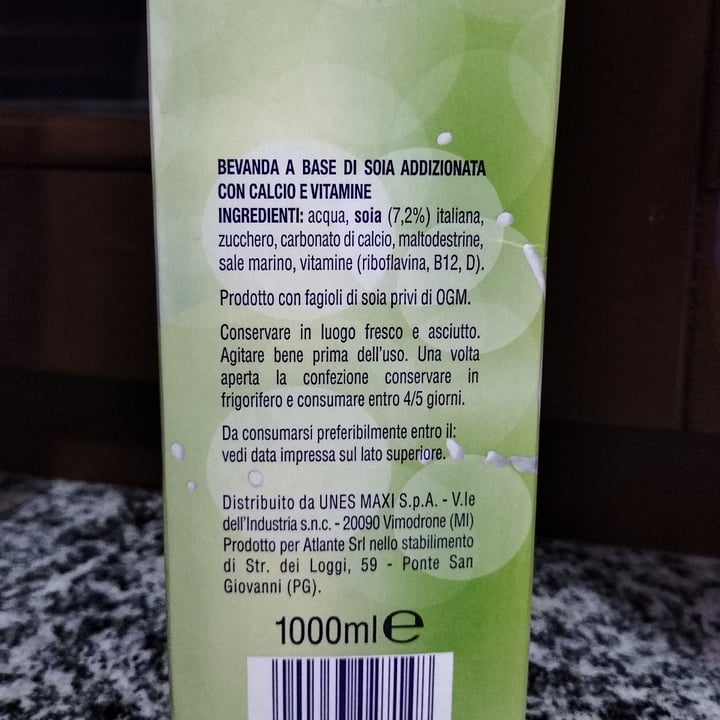 BEVANDA A BASE DI SOIA ADDIZIONATA
CON CALCIO E VITAMINE
INGREDIENTI: acqua, soia (7,2%) italiana,
zucchero, carbonato di calcio, maltodestrine,
sale marino, vitamine (riboflavina, B12, D).
Prodotto con fagioli di soia privi di OGM.
Conservare in luogo fresco e asciutto.
Agitare bene prima dell'uso. Una volta
aperta la confezione conservare in
frigorifero e consumare entro 4/5 giorni.
Da consumarsi preferibilmente entro il:
vedi data impressa sul lato superiore.
Distribuito da UNES MAXI S.p.A. - V.le
dell'Industria s.n.c. - 20090 Vimodrone (MI)
Prodotto per Atlante Srl nello stabilimento
di Str. dei Loggi, 59 - Ponte San
Giovanni (PG).
1000ml ℮